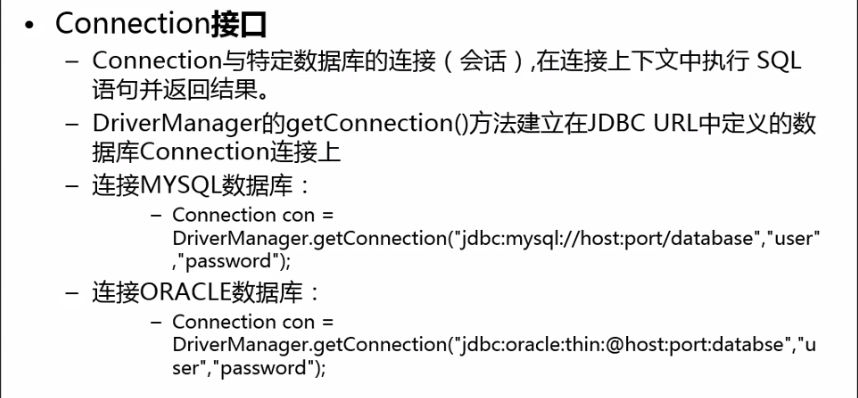 • Connection接口
– Connection与特定数据库的连接（会话）,在连接上下文中执行 SQL
语句并返回结果。
– DriverManager的getConnection()方法建立在JDBC URL中定义的数
据库Connection连接上
– 连接MYSQL数据库：
– Connection con =
DriverManager.getConnection("jdbc:mysql://host:port/database","user"
,"password");
– 连接ORACLE数据库：
– Connection con =
DriverManager.getConnection("jdbc:oracle:thin:@host:port:databse","u
ser","password");